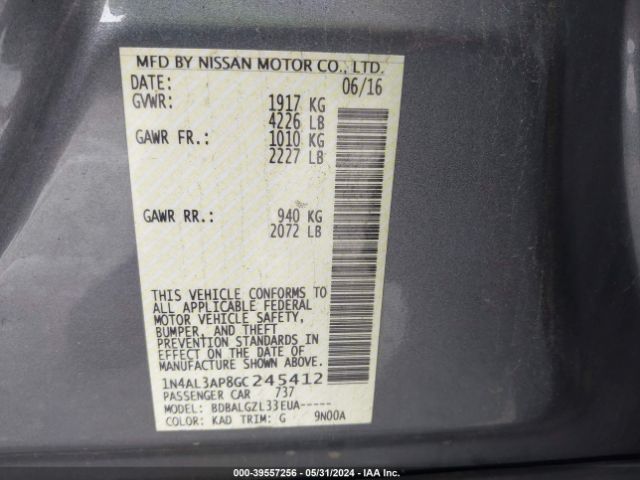 MFD BY NISSAN MOTOR CO., LTD.
DATE: 06/16
GVWR: 1917 KG
4226 LB
GAWR FR.: 1010 KG
2227 LB
GAWR RR.: 940 KG
2072 LB
THIS VEHICLE CONFORMS TO
ALL APPLICABLE FEDERAL
MOTOR VEHICLE SAFETY,
BUMPER, AND THEFT
PREVENTION STANDARDS IN
EFFECT ON THE DATE OF
MANUFACTURE SHOWN ABOVE.
1N4AL3AP8GC245412
PASSENGER CAR 737
MODEL: BDBALGZL33EUA-----
COLOR: KAD TRIM: G 9N00A
000-39557256 - 05/31/2024 - IAA Inc.